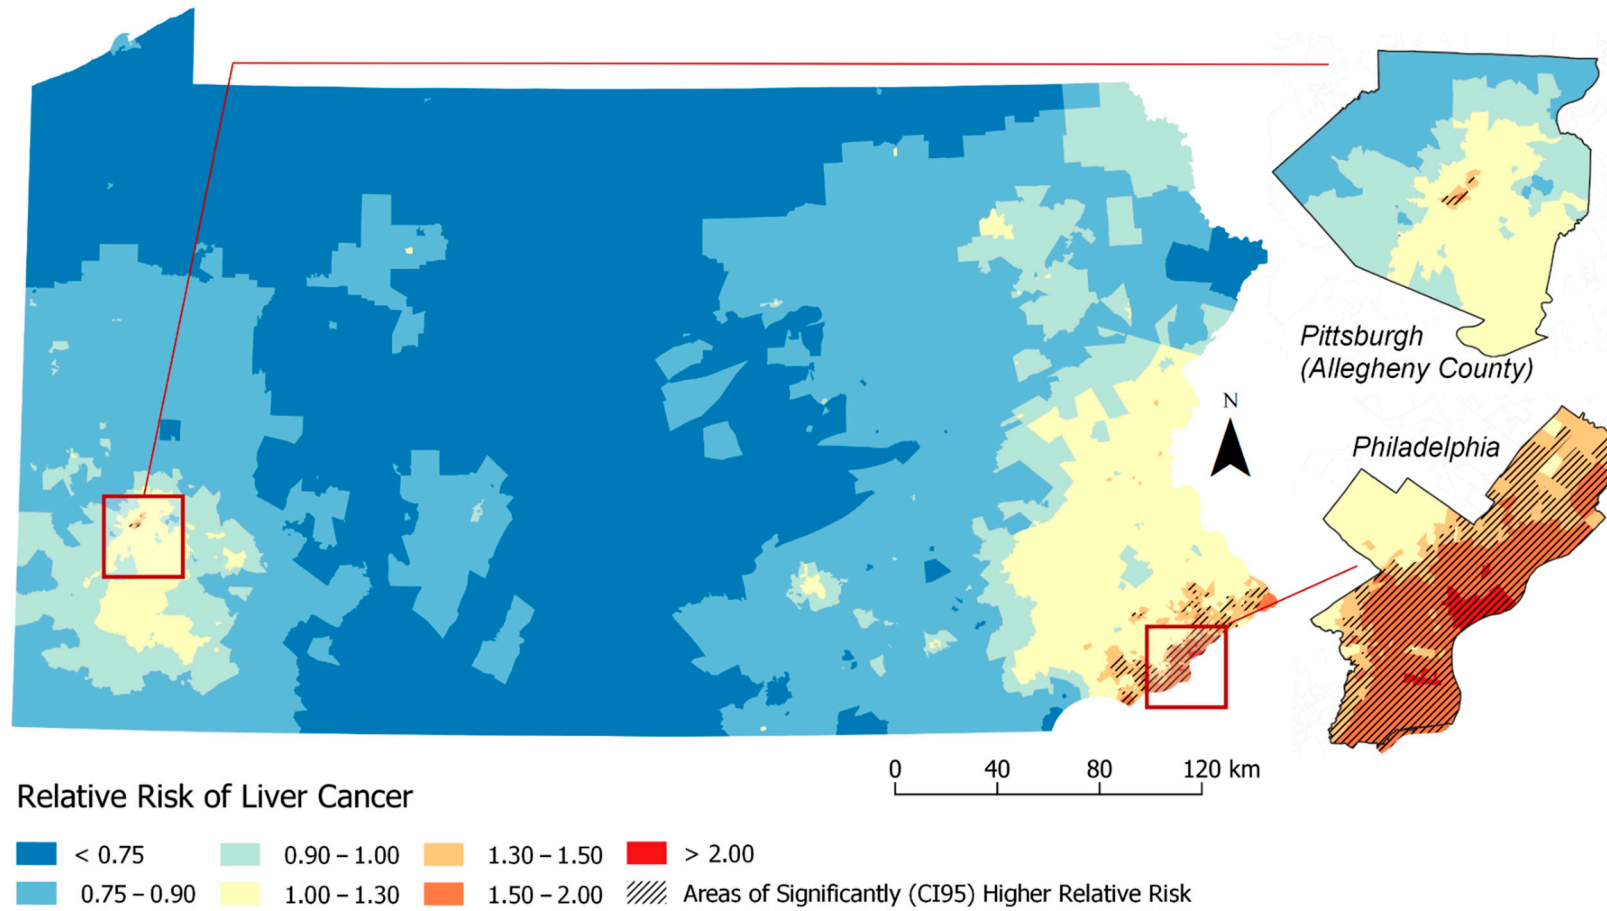 Pittsburgh
(Allegheny County)
N
Philadelphia
0 40 80 120 km
Relative Risk of Liver Cancer
< 0.75
0.90 – 1.00
1.30 – 1.50
> 2.00
0.75 – 0.90
1.00 – 1.30
1.50 – 2.00
Areas of Significantly (CI95) Higher Relative Risk